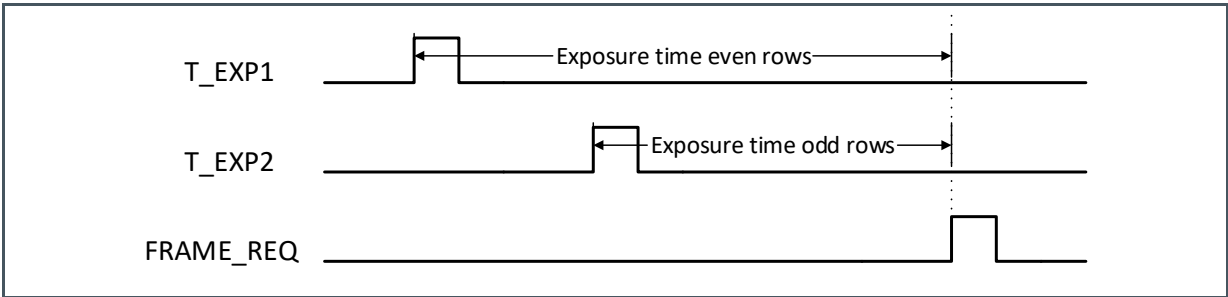 T_EXP1
Exposure time even rows
T_EXP2
Exposure time odd rows
FRAME_REQ